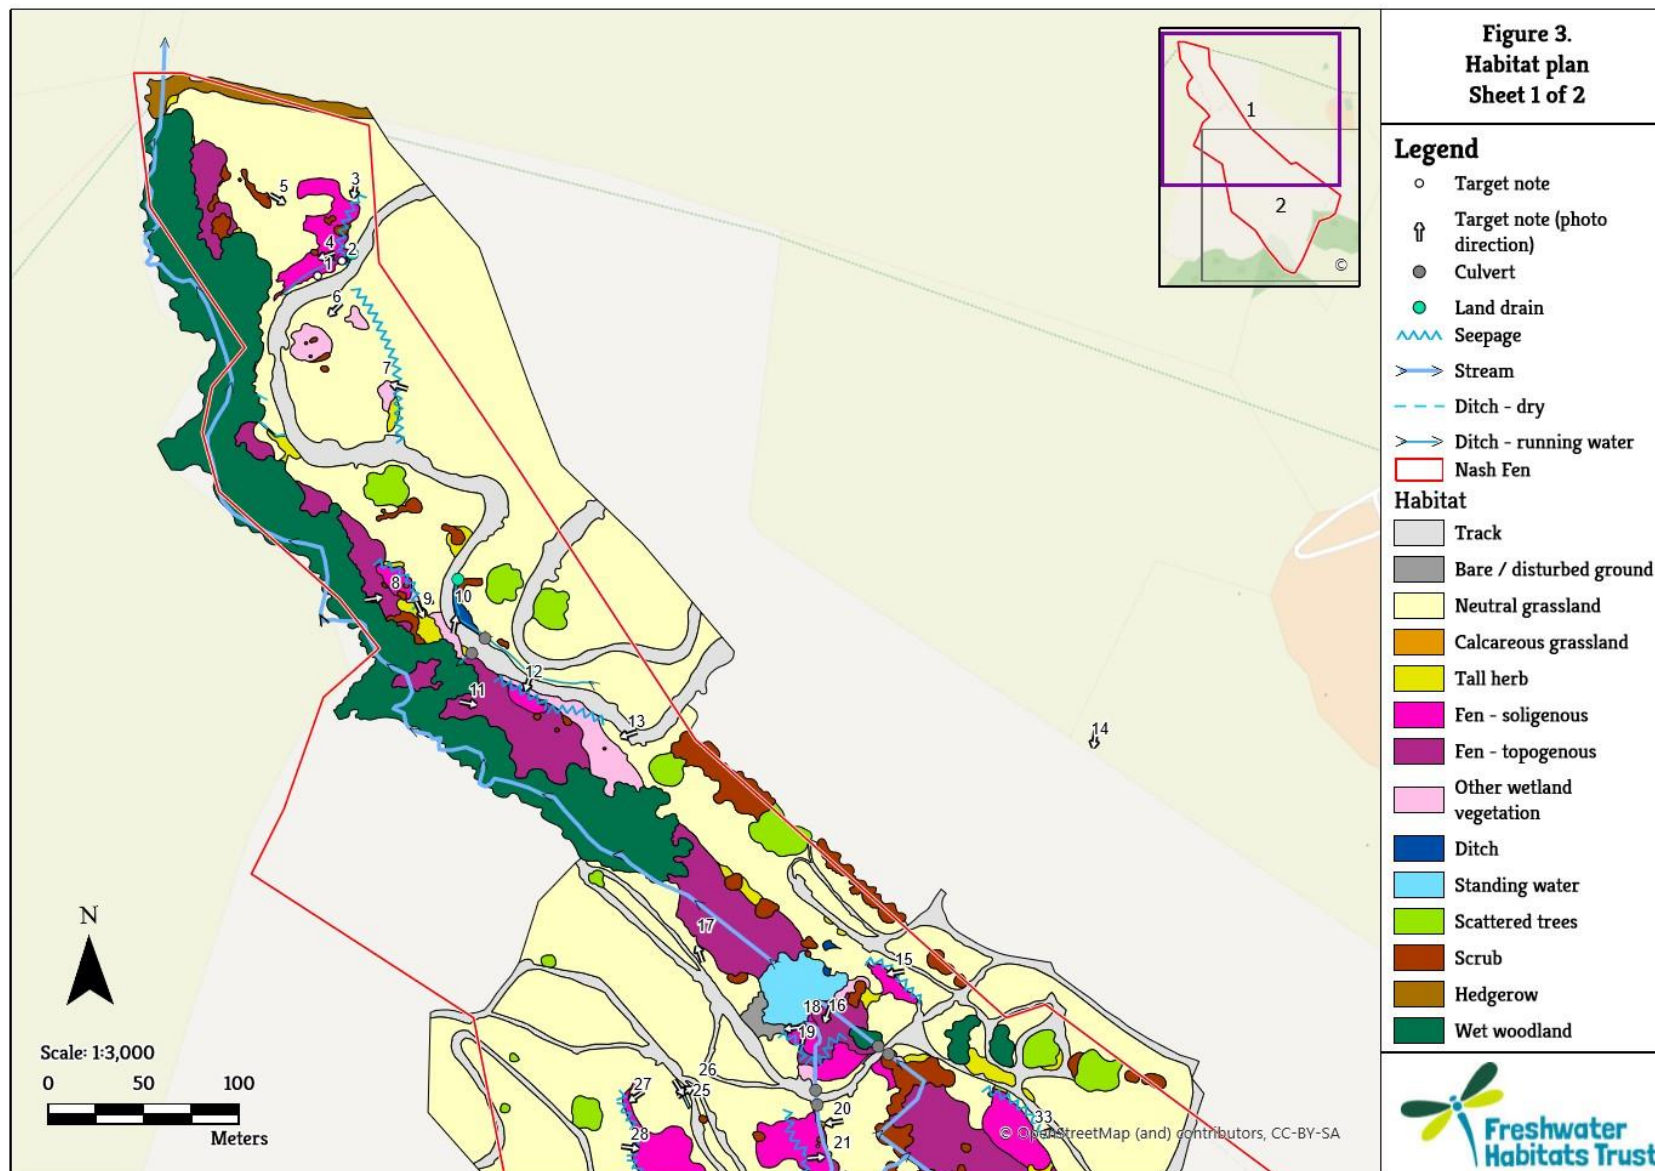 Figure 3.
Habitat plan
Sheet 1 of 2
Legend
Target note
Target note (photo
direction)
Culvert
Land drain
Seepage
Stream
Ditch - dry
Ditch - running water
Nash Fen
Habitat
Track
Bare / disturbed ground
Neutral grassland
Calcareous grassland
Tall herb
Fen - soligenous
Fen - topogenous
Other wetland
vegetation
Ditch
Standing water
Scattered trees
Scrub
Hedgerow
Wet woodland
Freshwater
Habitats Trust
1
2
©
3
5
4
2
1
6
7
8
9
10
11
12
13
14
15
17
18
16
19
26
25
27
28
20
21
33
N
Scale: 1:3,000
0 50 100
Meters
© OpenStreetMap (and) contributors, CC-BY-SA